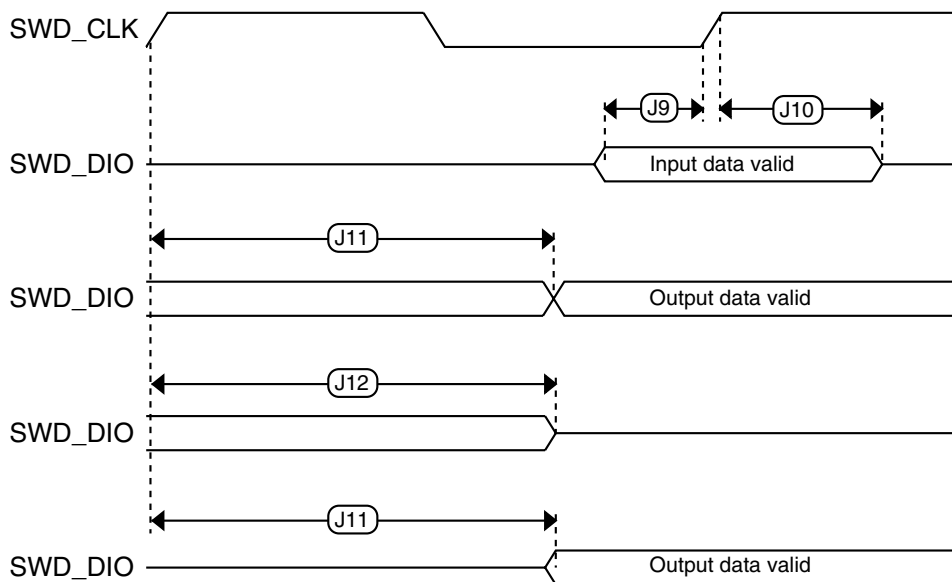 SWD_CLK
J9
J10
SWD_DIO
Input data valid
J11
SWD_DIO
Output data valid
J12
SWD_DIO
J11
SWD_DIO
Output data valid